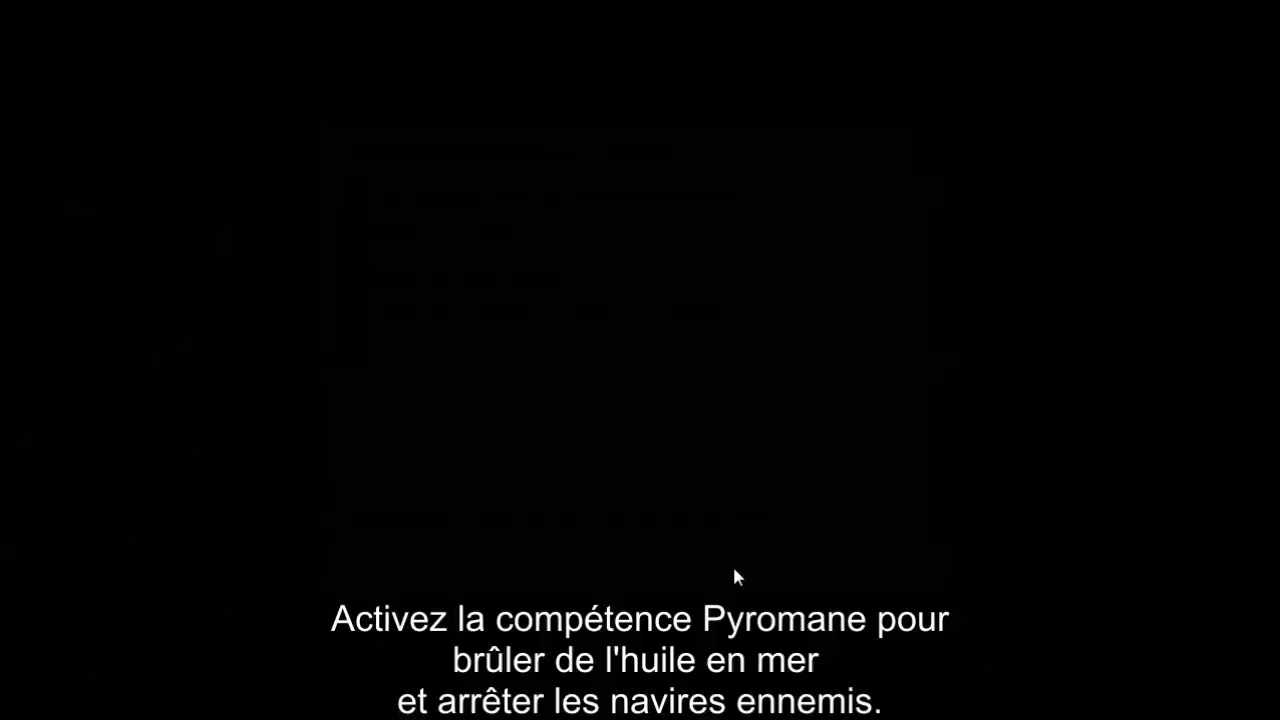 Activez la compétence Pyromane pour
brûler de l'huile en mer
et arrêter les navires ennemis.